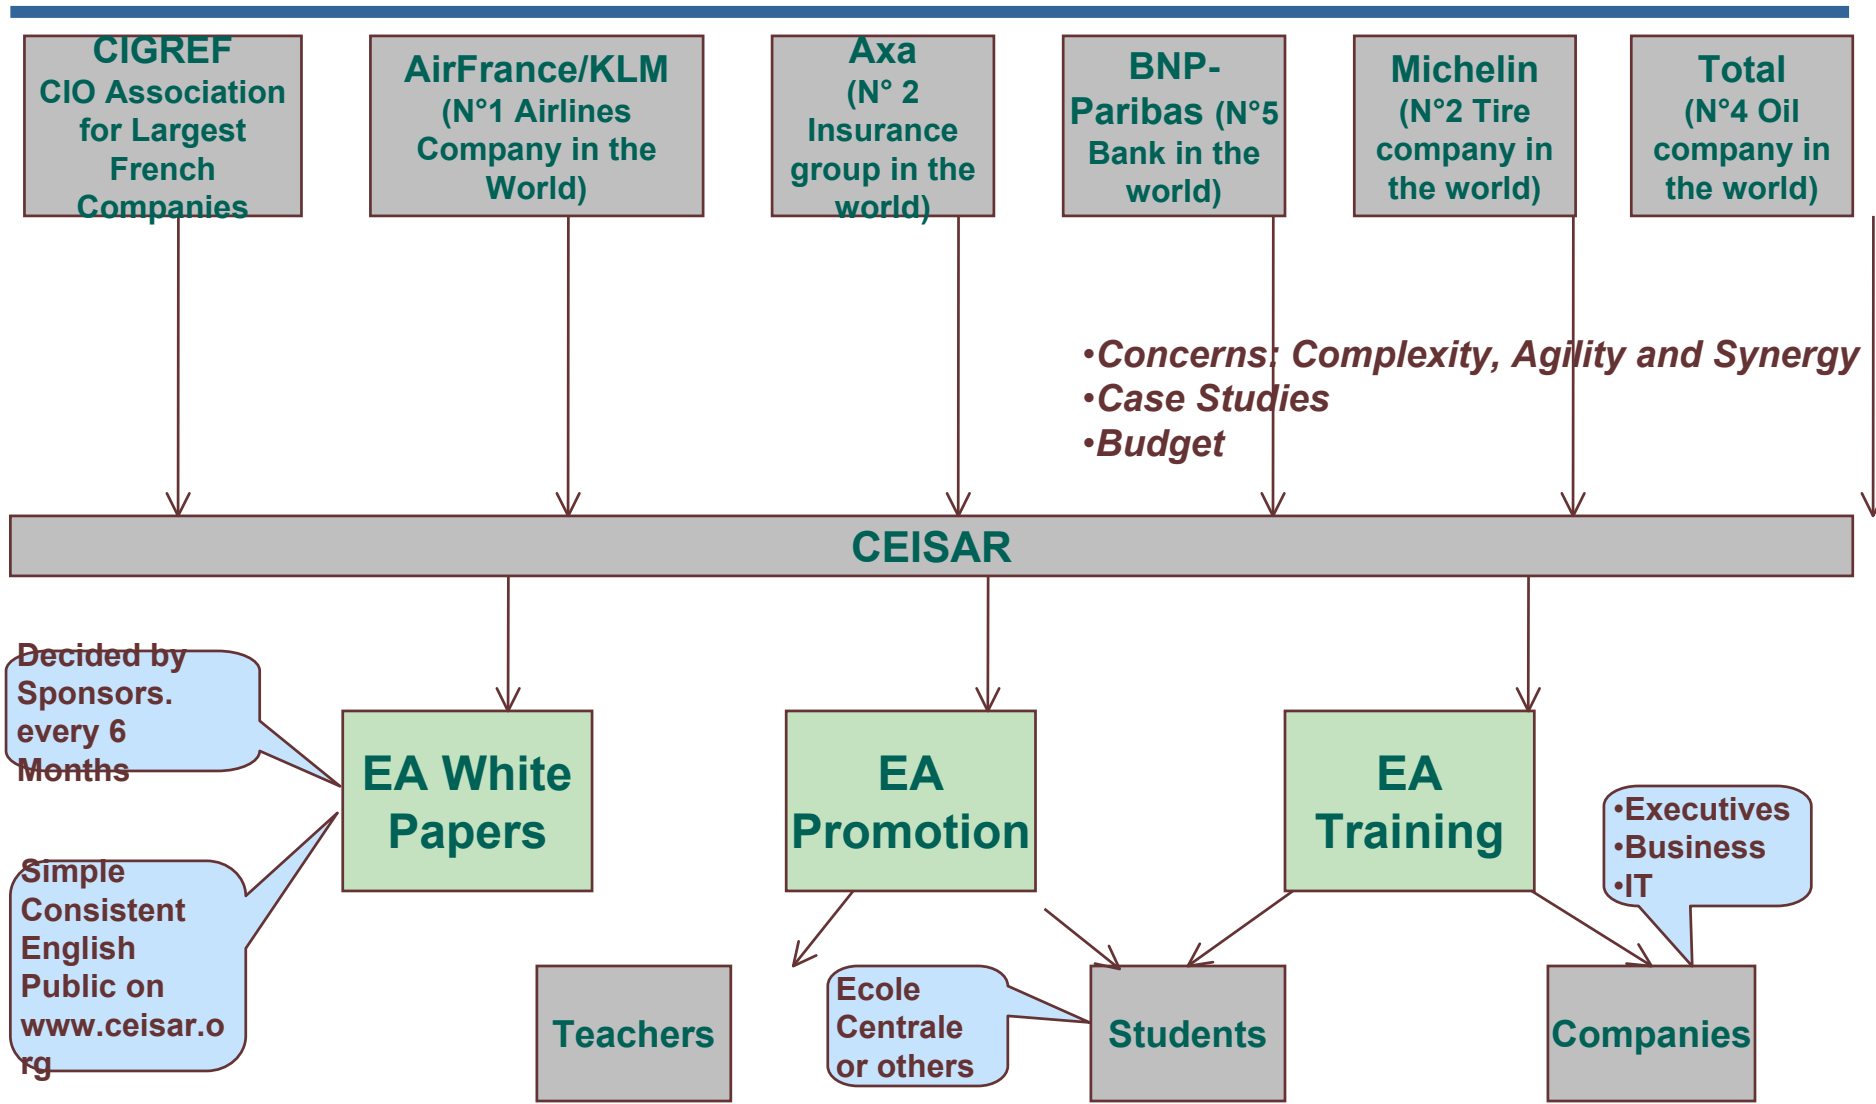 CIGREF
CIO Association
for Largest
French
Companies
AirFrance/KLM
(N°1 Airlines
Company in the
World)
Axa
(N° 2
Insurance
group in the
world)
BNP-
Paribas (N°5
Bank in the
world)
Michelin
(N°2 Tire
company in
the world)
Total
(N°4 Oil
company in
the world)
•Concerns: Complexity, Agility and Synergy
•Case Studies
•Budget
CEISAR
Decided by
Sponsors.
every 6
Months
EA White
Papers
EA
Promotion
EA
Training
•Executives
•Business
•IT
Simple
Consistent
English
Public on
www.ceisar.o
rg
Teachers
Ecole
Centrale
or others
Students
Companies